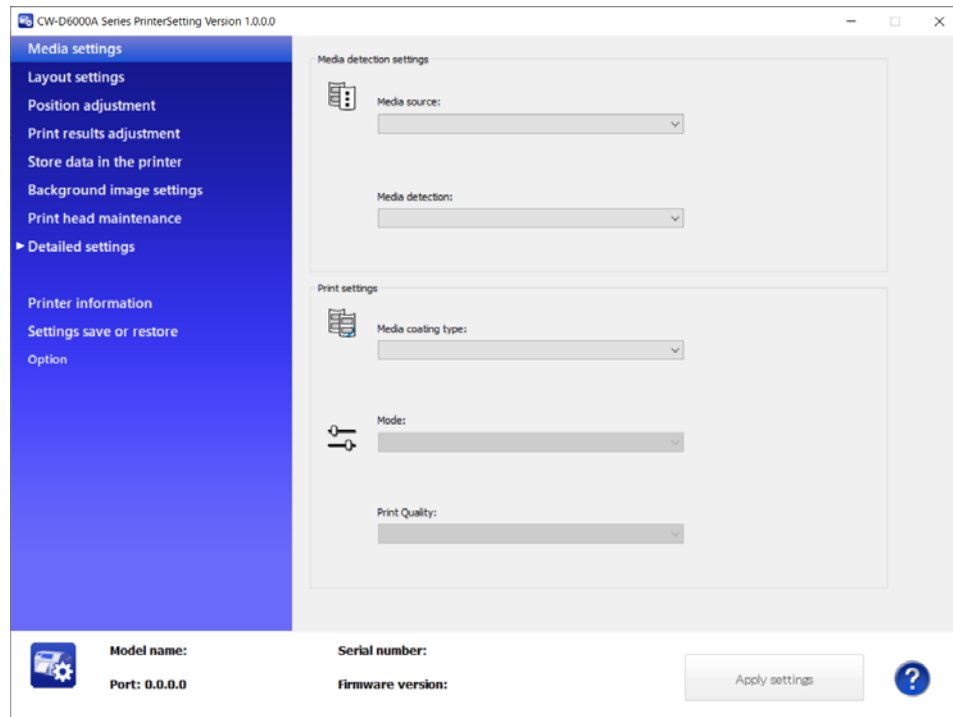 CW-D6000A Series PrinterSetting Version 1.0.0.0
Media settings
Layout settings
Position adjustment
Print results adjustment
Store data in the printer
Background image settings
Print head maintenance
Detailed settings
Printer information
Settings save or restore
Option
Media detection settings
Media source:
Media detection:
Print settings
Media coating type:
Mode:
Print Quality:
Model name:
Serial number:
Port: 0.0.0.0
Firmware version:
Apply settings
?